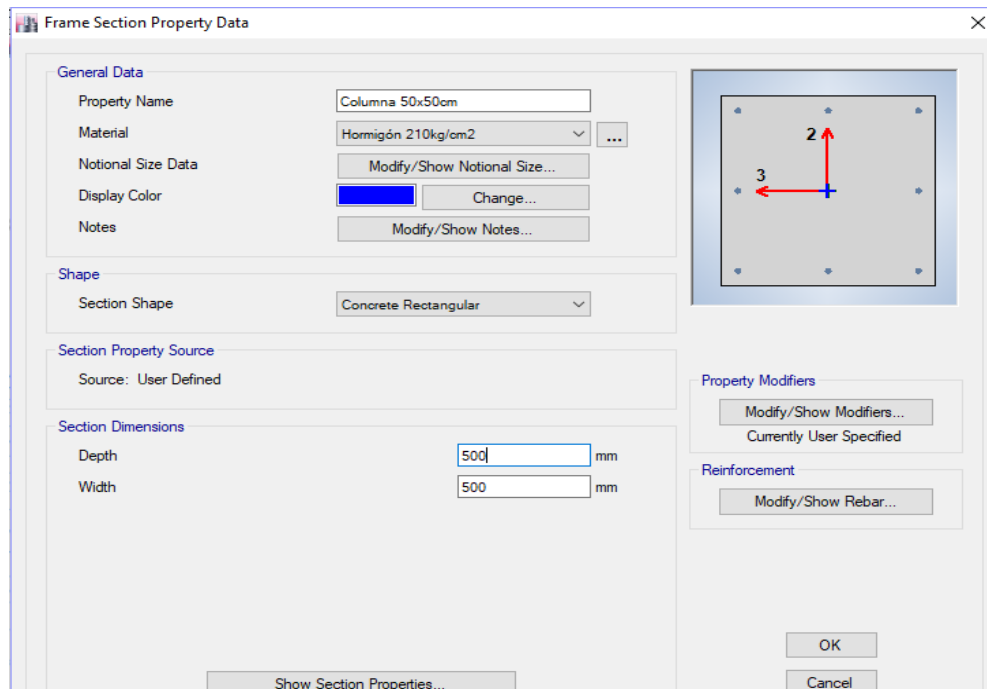 Frame Section Property Data
General Data
Property Name Columna 50x50cm
Material Hormigón 210kg/cm2 ...
Notional Size Data Modify/Show Notional Size...
Display Color Change...
Notes Modify/Show Notes...
2
3
Shape
Section Shape Concrete Rectangular
Section Property Source
Source: User Defined
Property Modifiers
Modify/Show Modifiers...
Currently User Specified
Section Dimensions
Depth 500 mm
Width 500 mm
Reinforcement
Modify/Show Rebar...
OK
Show Section Properties...
Cancel